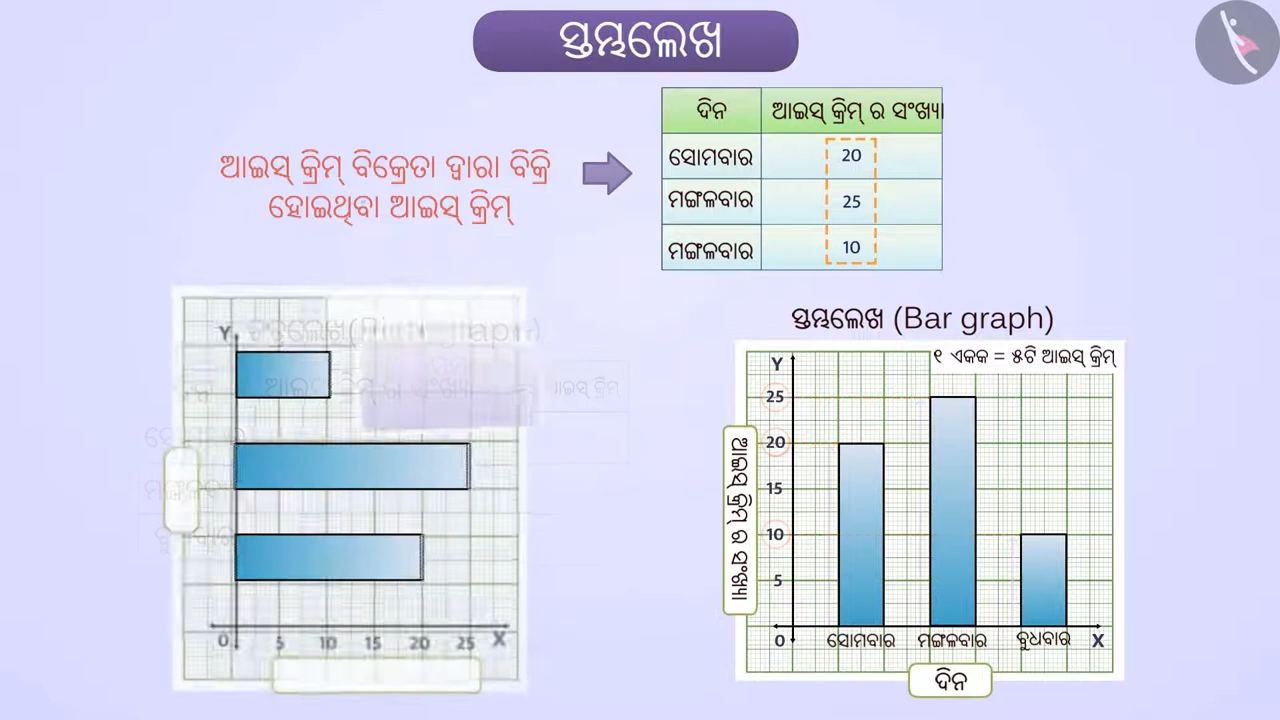 ସ୍ତମ୍ଭଲେଖ
ଆଇସ୍ କ୍ରିମ୍ ବିକ୍ରେତା ଦ୍ୱାରା ବିକ୍ରି
ହୋଇଥିବା ଆଇସ୍ କ୍ରିମ୍
ଦିନ ଆଇସ୍ କ୍ରିମ୍ ର ସଂଖ୍ୟା
ସୋମବାର 20
ମଙ୍ଗଳବାର 25
ମଙ୍ଗଳବାର 10
Y
0 5 10 15 20 25 X
ସ୍ତମ୍ଭଲେଖ (Bar graph)
୧ ଏକକ = ୫ଟି ଆଇସ୍ କ୍ରିମ୍
Y
25
20
15
10
5
0
ଆଇସ୍ କ୍ରିମ୍ ର ସଂଖ୍ୟା
ସୋମବାର ମଙ୍ଗଳବାର ବୁଧବାର X
ଦିନ